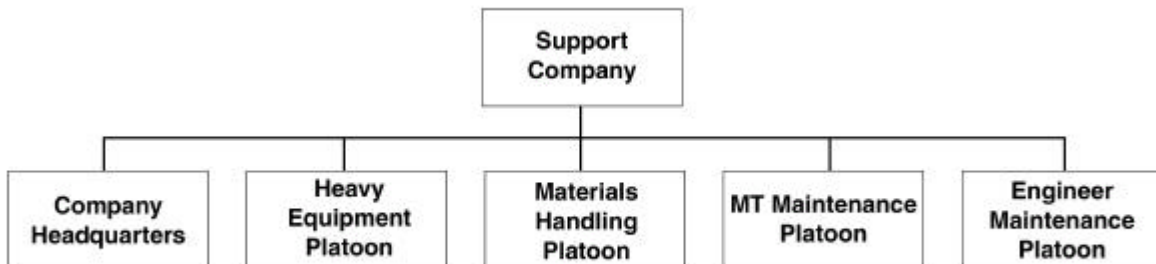 Support
Company
Company
Headquarters
Heavy
Equipment
Platoon
Materials
Handling
Platoon
MT Maintenance
Platoon
Engineer
Maintenance
Platoon